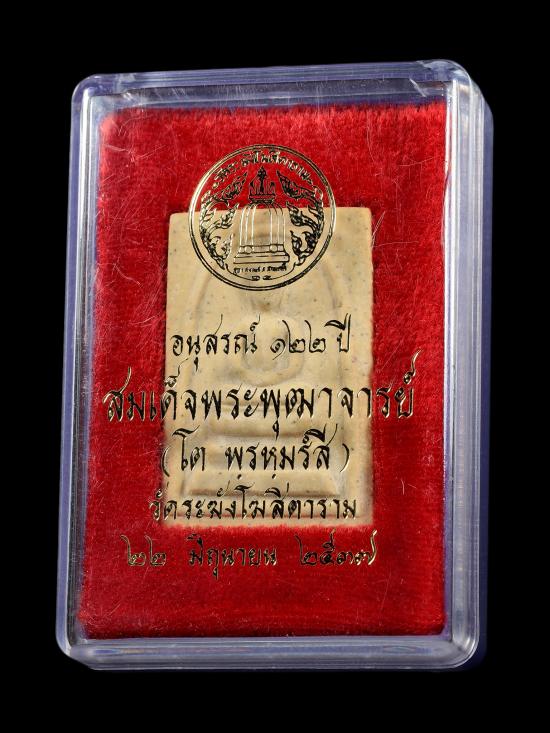 อนุสรณ์ ๑๒๒ ปี
สมเด็จพระพุฒาจารย์
(โต พฺรหฺมรํสี)
วัดระฆังโฆสิตาราม
๒๒ มิถุนายน ๒๕๓๗